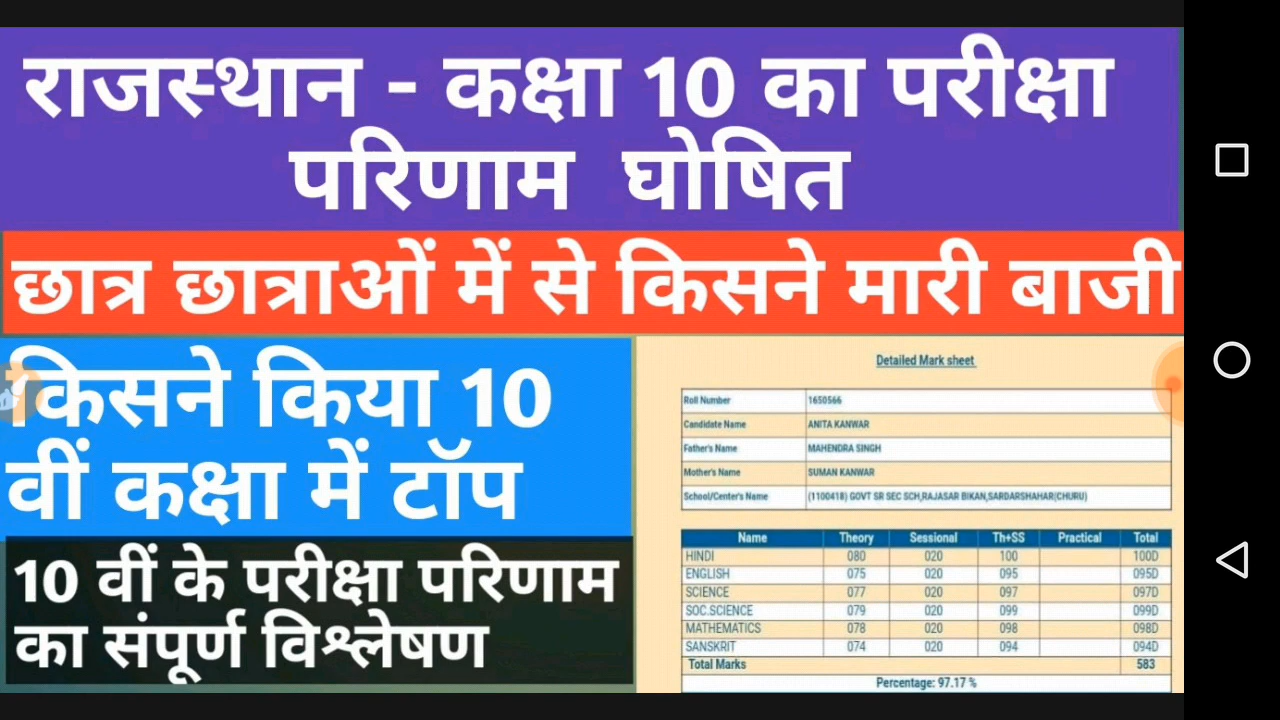 राजस्थान - कक्षा 10 का परीक्षा
परिणाम घोषित
छात्र छात्राओं में से किसने मारी बाजी
किसने किया 10
वीं कक्षा में टॉप
10 वीं के परीक्षा परिणाम
का संपूर्ण विश्लेषण
Detailed Mark sheet
Roll Number 1650566
Candidate Name ANITA KANWAR
Father's Name MAHENDRA SINGH
Mother's Name SUMAN KANWAR
School/Center's Name (1100418) GOVT SR SEC SCH,RAJASAR BIKAN,SARDARSHAHAR(CHURU)
Name Theory Sessional Th+SS Practical Total
HINDI 080 020 100 100D
ENGLISH 075 020 095 095D
SCIENCE 077 020 097 097D
SOC.SCIENCE 079 020 099 099D
MATHEMATICS 078 020 098 098D
SANSKRIT 074 020 094 094D
Total Marks 583
Percentage: 97.17 %